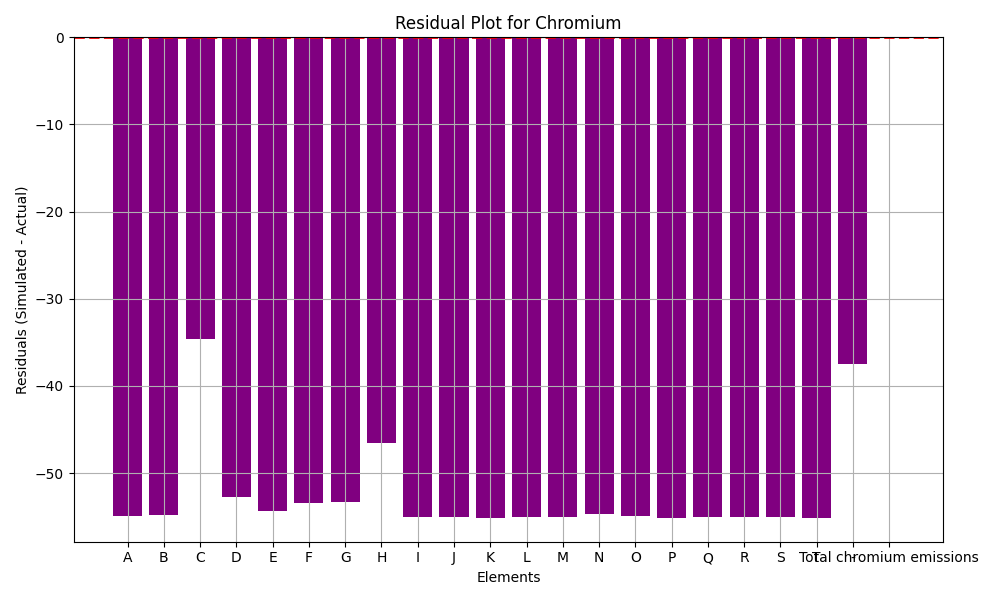 Residual Plot for Chromium
0
−10
−20
−30
−40
−50
Residuals (Simulated - Actual)
A B C D E F G H I J K L M N O P Q R S T Total chromium emissions
Elements